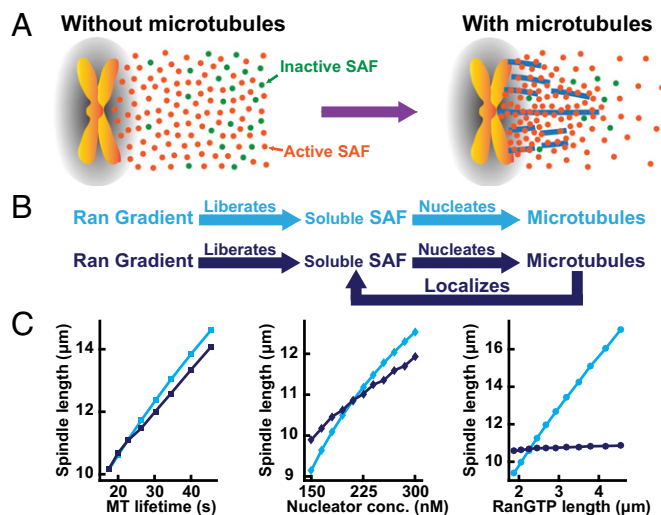 A
Without microtubules
With microtubules
Inactive SAF
Active SAF
B
Liberates
Nucleates
Ran Gradient
Soluble SAF
Microtubules
Liberates
Nucleates
Ran Gradient
Soluble SAF
Microtubules
Localizes
C
Spindle length (µm)
14
12
10
20
30
40
MT lifetime (s)
Spindle length (µm)
12
11
10
9
150
225
300
Nucleator conc. (nM)
Spindle length (µm)
16
14
12
10
2
3
4
RanGTP length (µm)